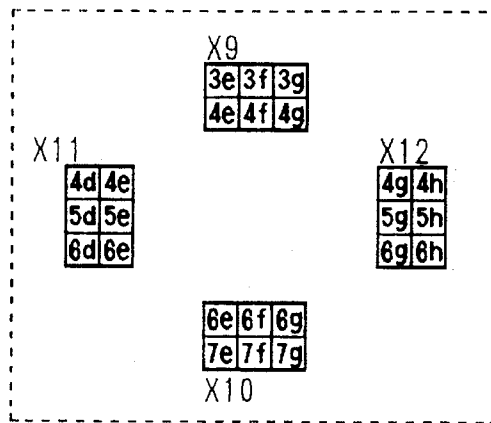 X9
3e 3f 3g
4e 4f 4g
X11
4d 4e
5d 5e
6d 6e
X12
4g 4h
5g 5h
6g 6h
6e 6f 6g
7e 7f 7g
X10